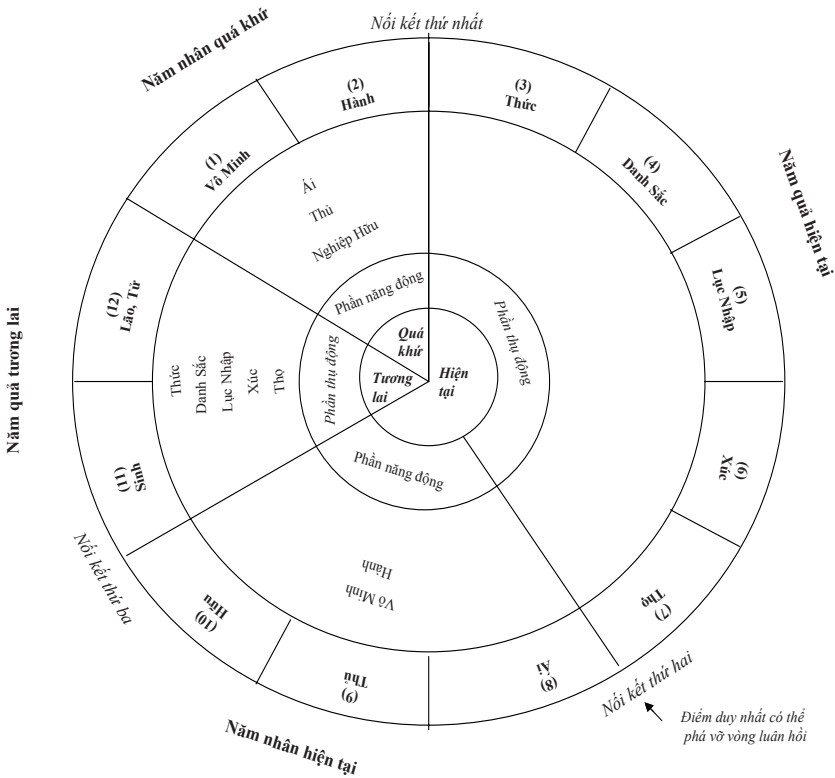 Nối kết thứ nhất
Năm nhân quá khứ
(1)
Vô Minh
(2)
Hành
(3)
Thức
(4)
Danh Sắc
Năm quả hiện tại
(5)
Lục Nhập
(6)
Xúc
(7)
Thọ
Nối kết thứ hai
Điểm duy nhất có thể
phá vỡ vòng luân hồi
(8)
Ái
(9)
Thủ
Năm nhân hiện tại
(10)
Hữu
Nối kết thứ ba
(11)
Sinh
(12)
Lão, Tử
Năm quả tương lai
Ái
Thủ
Nghiệp Hữu
Thức
Danh Sắc
Lục Nhập
Xúc
Thọ
Vô Minh
Hành
Phần năng động
Phần thụ động
Phần thụ động
Phần năng động
Quá
khứ
Hiện
tại
Tương
lai